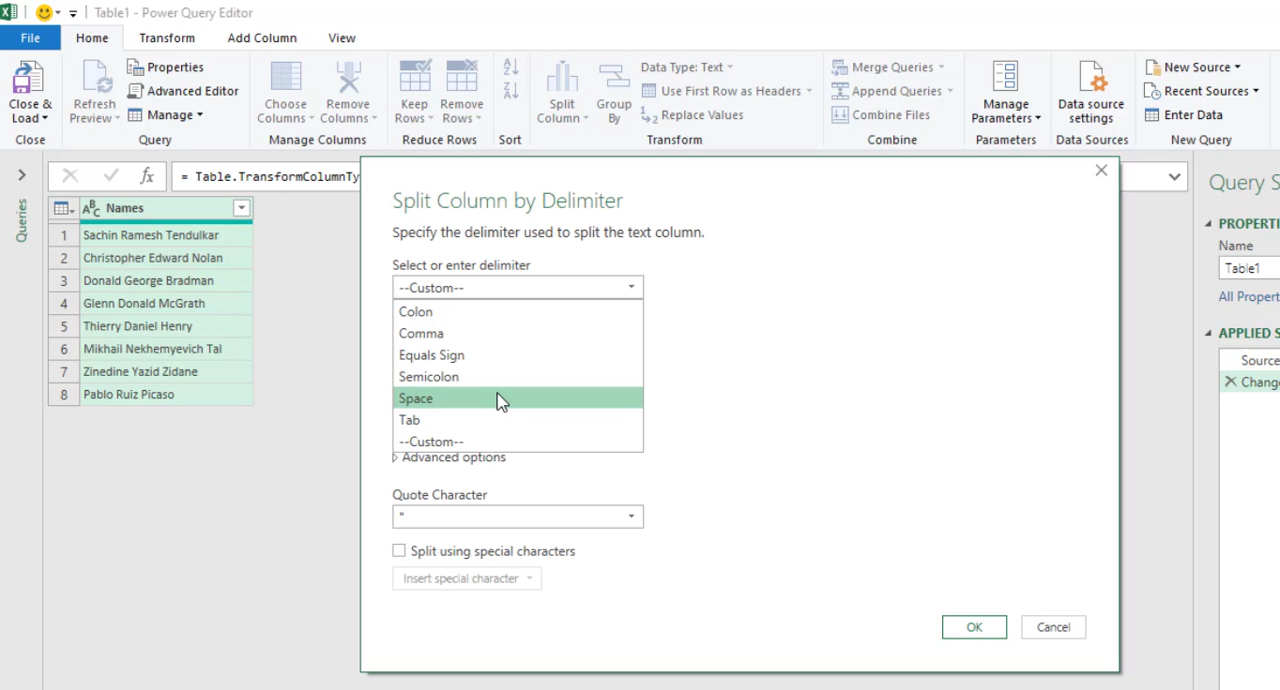 Table1 - Power Query Editor
File Home Transform Add Column View
Close & Load
Close
Refresh Preview
Properties
Advanced Editor
Manage
Query
Choose Columns
Remove Columns
Manage Columns
Keep Rows
Remove Rows
Reduce Rows
A Z
Z A
Sort
Split Column
Group By
Data Type: Text
Use First Row as Headers
1 2 Replace Values
Transform
Merge Queries
Append Queries
Combine Files
Combine
Manage Parameters
Parameters
Data source settings
Data Sources
New Source
Recent Sources
Enter Data
New Query
Queries
fx = Table.TransformColumnTy
ABC Names
1 Sachin Ramesh Tendulkar
2 Christopher Edward Nolan
3 Donald George Bradman
4 Glenn Donald McGrath
5 Thierry Daniel Henry
6 Mikhail Nekhemyevich Tal
7 Zinedine Yazid Zidane
8 Pablo Ruiz Picaso
Split Column by Delimiter
Specify the delimiter used to split the text column.
Select or enter delimiter
--Custom--
Colon
Comma
Equals Sign
Semicolon
Space
Tab
--Custom--
Advanced options
Quote Character
"
Split using special characters
Insert special character
OK Cancel
Query S
PROPERTI
Name
Table1
All Propert
APPLIED S
Source
Change